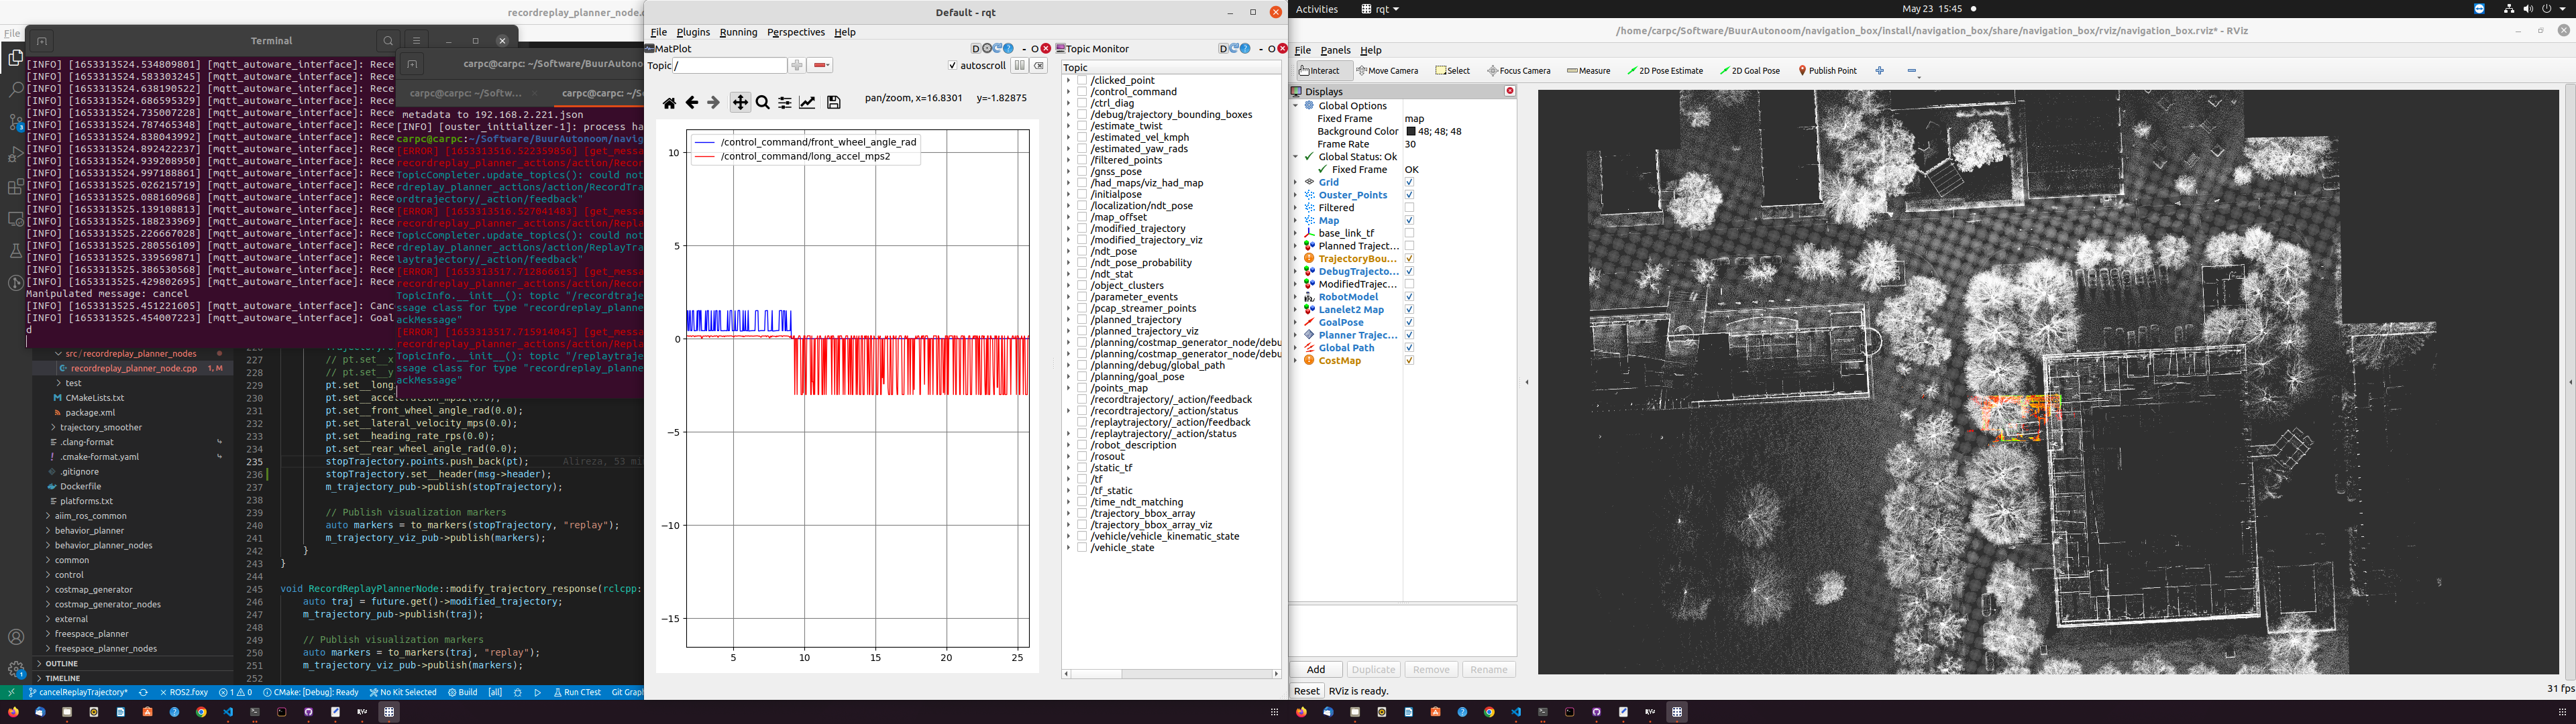 recordreplay_planner_node.c
File
Terminal
[INFO] [1653313524.534809801] [mqtt_autoware_interface]: Rece
[INFO] [1653313524.583303245] [mqtt_autoware_interface]: Rece
[INFO] [1653313524.638190522] [mqtt_autoware_interface]: Rece
[INFO] [1653313524.686595329] [mqtt_autoware_interface]: Rece
[INFO] [1653313524.735007228] [mqtt_autoware_interface]: Rece
[INFO] [1653313524.787465348] [mqtt_autoware_interface]: Rece
[INFO] [1653313524.838043992] [mqtt_autoware_interface]: Rece
[INFO] [1653313524.892422237] [mqtt_autoware_interface]: Rece
[INFO] [1653313524.939208950] [mqtt_autoware_interface]: Rece
[INFO] [1653313524.997188861] [mqtt_autoware_interface]: Rece
[INFO] [1653313525.026215719] [mqtt_autoware_interface]: Rece
[INFO] [1653313525.088160968] [mqtt_autoware_interface]: Rece
[INFO] [1653313525.139108813] [mqtt_autoware_interface]: Rece
[INFO] [1653313525.188233969] [mqtt_autoware_interface]: Rece
[INFO] [1653313525.226667028] [mqtt_autoware_interface]: Rece
[INFO] [1653313525.280556109] [mqtt_autoware_interface]: Rece
[INFO] [1653313525.339569871] [mqtt_autoware_interface]: Rece
[INFO] [1653313525.386530568] [mqtt_autoware_interface]: Rece
[INFO] [1653313525.429802695] [mqtt_autoware_interface]: Rece
Manipulated message: cancel
[INFO] [1653313525.451221605] [mqtt_autoware_interface]: Canc
[INFO] [1653313525.454007223] [mqtt_autoware_interface]: Goal
d
carpc@carpc: ~/Software/BuurAutonoo
carpc@carpc: ~/Softw...
carpc@carpc: ~/So
metadata to 192.168.2.221.json
[INFO] [ouster_initializer-1]: process ha
carpc@carpc:~/Software/BuurAutonoom/navig
[ERROR] [1653313516.522359856] [get_messa
recordreplay_planner_actions/action/Recor
TopicCompleter.update_topics(): could not
rdreplay_planner_actions/action/RecordTra
ordtrajectory/_action/feedback"
[ERROR] [1653313516.527041483] [get_messa
recordreplay_planner_actions/action/Repla
TopicCompleter.update_topics(): could not
rdreplay_planner_actions/action/ReplayTra
laytrajectory/_action/feedback"
[ERROR] [1653313517.712066615] [get_messa
recordreplay_planner_actions/action/Recor
TopicInfo.__init__(): topic "/recordtraje
ssage class for type "recordreplay_planne
ackMessage"
[ERROR] [1653313517.715914045] [get_messa
recordreplay_planner_actions/action/Repla
TopicInfo.__init__(): topic "/replaytraje
ssage class for type "recordreplay_planne
ackMessage"
src/recordreplay_planner_nodes
recordreplay_planner_node.cpp 1, M
test
CMakeLists.txt
package.xml
trajectory_smoother
.clang-format
.cmake-format.yaml
.gitignore
Dockerfile
platforms.txt
aiim_ros_common
behavior_planner
behavior_planner_nodes
common
control
costmap_generator
costmap_generator_nodes
external
freespace_planner
freespace_planner_nodes
OUTLINE
TIMELINE
227 // pt.set__x
228 // pt.set__y
229 pt.set__long
230
231 pt.set__front_wheel_angle_rad(0.0);
232 pt.set__lateral_velocity_mps(0.0);
233 pt.set__heading_rate_rps(0.0);
234 pt.set__rear_wheel_angle_rad(0.0);
235 stopTrajectory.points.push_back(pt); Alireza, 53 mi
236 stopTrajectory.set__header(msg->header);
237 m_trajectory_pub->publish(stopTrajectory);
238
239 // Publish visualization markers
240 auto markers = to_markers(stopTrajectory, "replay");
241 m_trajectory_viz_pub->publish(markers);
242 }
243 }
244
245 void RecordReplayPlannerNode::modify_trajectory_response(rclcpp:
246 auto traj = future.get()->modified_trajectory;
247 m_trajectory_pub->publish(traj);
248
249 // Publish visualization markers
250 auto markers = to_markers(traj, "replay");
251 m_trajectory_viz_pub->publish(markers);
252
cancelReplayTrajectory* ROS2.foxy 1 0 CMake: [Debug]: Ready No Kit Selected Build [all] Run CTest Git Graph
Default - rqt
File Plugins Running Perspectives Help
MatPlot D - O
Topic /
autoscroll
pan/zoom, x=16.8301 y=-1.82875
/control_command/front_wheel_angle_rad
/control_command/long_accel_mps2
10
5
0
−5
−10
−15
5 10 15 20 25
Topic Monitor D - O
Topic
/clicked_point
/control_command
/ctrl_diag
/debug/trajectory_bounding_boxes
/estimate_twist
/estimated_vel_kmph
/estimated_yaw_rads
/filtered_points
/gnss_pose
/had_maps/viz_had_map
/initialpose
/localization/ndt_pose
/map_offset
/modified_trajectory
/modified_trajectory_viz
/ndt_pose
/ndt_pose_probability
/ndt_stat
/object_clusters
/parameter_events
/pcap_streamer_points
/planned_trajectory
/planned_trajectory_viz
/planning/costmap_generator_node/debu
/planning/costmap_generator_node/debu
/planning/debug/global_path
/planning/goal_pose
/points_map
/recordtrajectory/_action/feedback
/recordtrajectory/_action/status
/replaytrajectory/_action/feedback
/replaytrajectory/_action/status
/robot_description
/rosout
/static_tf
/tf
/tf_static
/time_ndt_matching
/trajectory_bbox_array
/trajectory_bbox_array_viz
/vehicle/vehicle_kinematic_state
/vehicle_state
Activities rqt May 23 15:45
/home/carpc/Software/BuurAutonoom/navigation_box/install/navigation_box/share/navigation_box/rviz/navigation_box.rviz* - RViz
File Panels Help
Interact Move Camera Select Focus Camera Measure 2D Pose Estimate 2D Goal Pose Publish Point
Displays
Global Options
Fixed Frame map
Background Color 48; 48; 48
Frame Rate 30
Global Status: Ok
Fixed Frame OK
Grid
Ouster_Points
Filtered
Map
base_link_tf
Planned Traject...
TrajectoryBou...
DebugTrajecto...
ModifiedTrajec...
RobotModel
Lanelet2 Map
GoalPose
Planner Trajec...
Global Path
CostMap
Add Duplicate Remove Rename
Reset RViz is ready.
31 fps